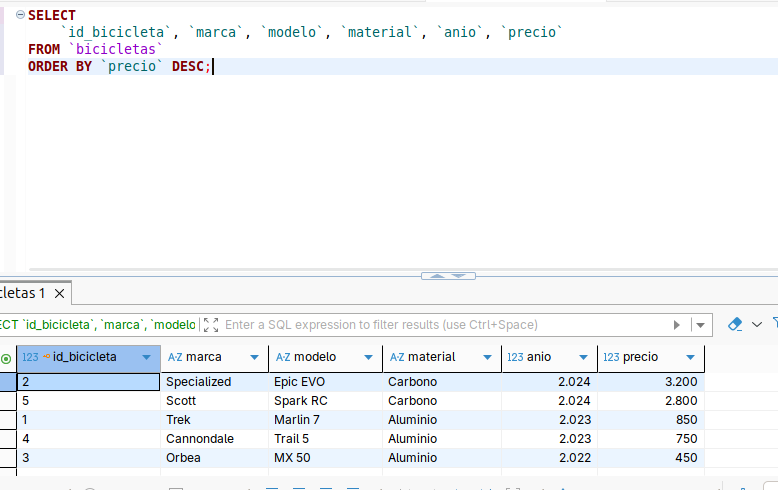 SELECT
`id_bicicleta`, `marca`, `modelo`, `material`, `anio`, `precio`
FROM `bicicletas`
ORDER BY `precio` DESC;
cletas 1
ECT `id_bicicleta`, `marca`, `modelo Enter a SQL expression to filter results (use Ctrl+Space)
123 id_bicicleta A-Z marca A-Z modelo A-Z material 123 anio 123 precio
2 Specialized Epic EVO Carbono 2.024 3.200
5 Scott Spark RC Carbono 2.024 2.800
1 Trek Marlin 7 Aluminio 2.023 850
4 Cannondale Trail 5 Aluminio 2.023 750
3 Orbea MX 50 Aluminio 2.022 450